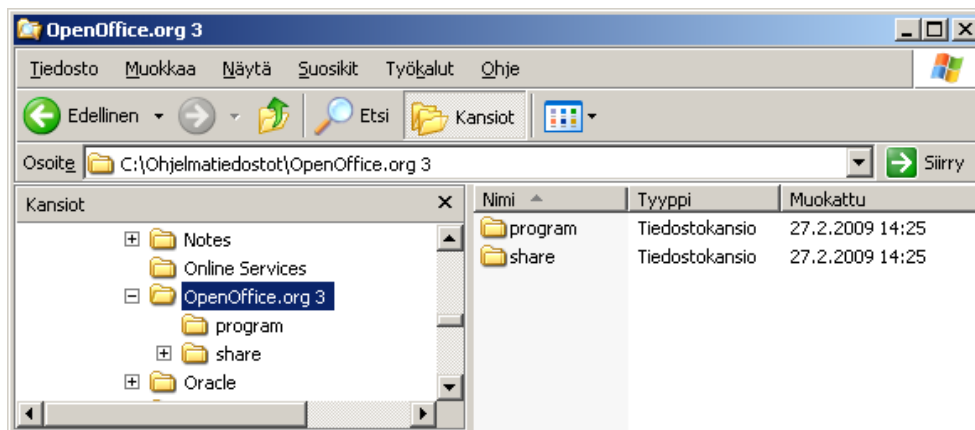 OpenOffice.org 3
Tiedosto Muokkaa Näytä Suosikit Työkalut Ohje
Edellinen Etsi Kansiot
Osoite C:\Ohjelmatiedostot\OpenOffice.org 3 Siirry
Kansiot
Notes
Online Services
OpenOffice.org 3
program
share
Oracle
Nimi Tyyppi Muokattu
program Tiedostokansio 27.2.2009 14:25
share Tiedostokansio 27.2.2009 14:25